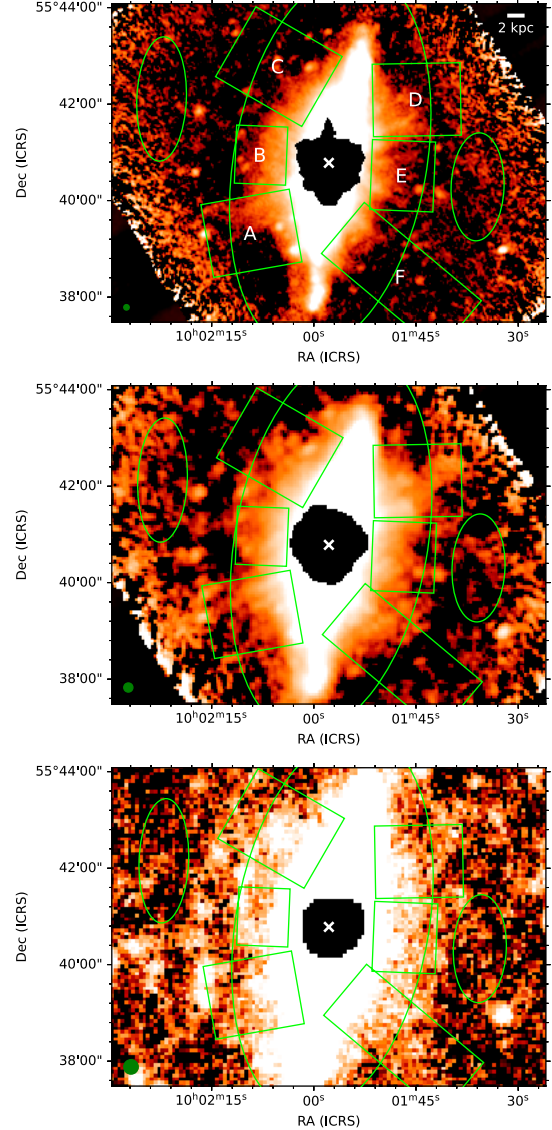 55°44'00"
42'00"
40'00"
38'00"
Dec (ICRS)
2 kpc
C
D
B
E
A
F
10ʰ02ᵐ15ˢ
00ˢ
01ᵐ45ˢ
30ˢ
RA (ICRS)
55°44'00"
42'00"
40'00"
38'00"
Dec (ICRS)
10ʰ02ᵐ15ˢ
00ˢ
01ᵐ45ˢ
30ˢ
RA (ICRS)
55°44'00"
42'00"
40'00"
38'00"
Dec (ICRS)
10ʰ02ᵐ15ˢ
00ˢ
01ᵐ45ˢ
30ˢ
RA (ICRS)